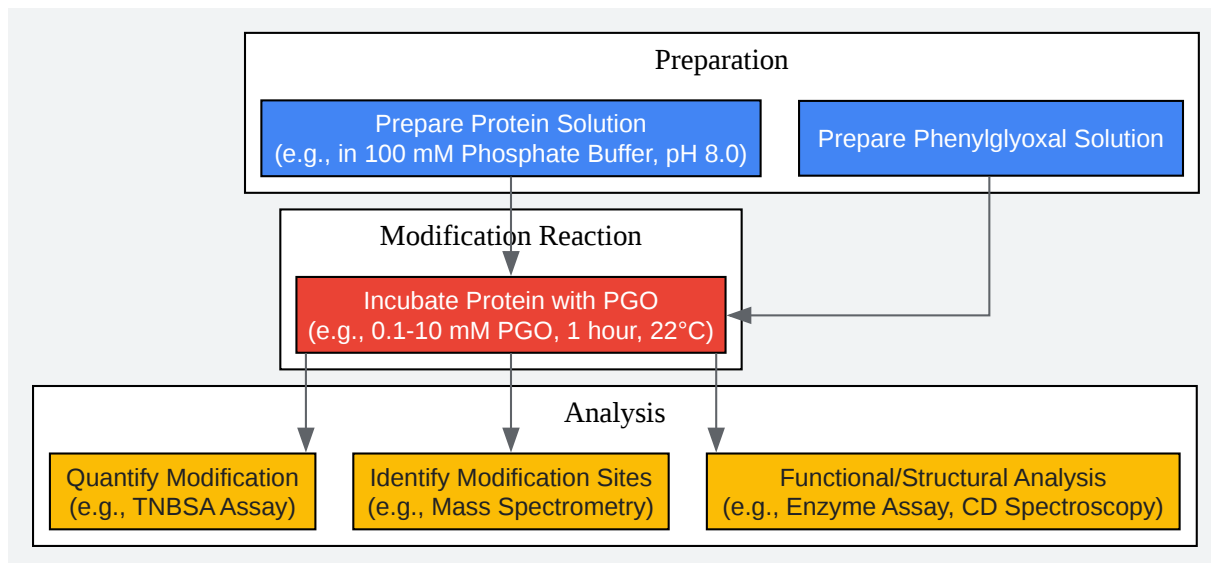 Preparation
Prepare Protein Solution
(e.g., in 100 mM Phosphate Buffer, pH 8.0)
Prepare Phenylglyoxal Solution
Modification Reaction
Incubate Protein with PGO
(e.g., 0.1-10 mM PGO, 1 hour, 22°C)
Analysis
Quantify Modification
(e.g., TNBSA Assay)
Identify Modification Sites
(e.g., Mass Spectrometry)
Functional/Structural Analysis
(e.g., Enzyme Assay, CD Spectroscopy)